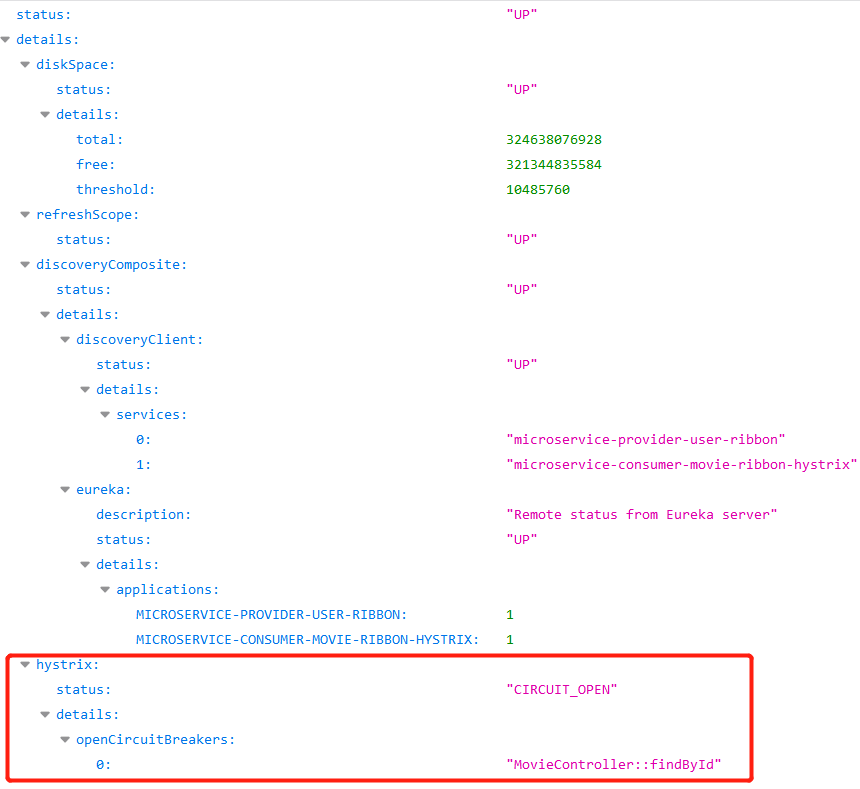 status: "UP"
details:
diskSpace:
status: "UP"
details:
total: 324638076928
free: 321344835584
threshold: 10485760
refreshScope:
status: "UP"
discoveryComposite:
status: "UP"
details:
discoveryClient:
status: "UP"
details:
services:
0: "microservice-provider-user-ribbon"
1: "microservice-consumer-movie-ribbon-hystrix"
eureka:
description: "Remote status from Eureka server"
status: "UP"
details:
applications:
MICROSERVICE-PROVIDER-USER-RIBBON: 1
MICROSERVICE-CONSUMER-MOVIE-RIBBON-HYSTRIX: 1
hystrix:
status: "CIRCUIT_OPEN"
details:
openCircuitBreakers:
0: "MovieController::findById"